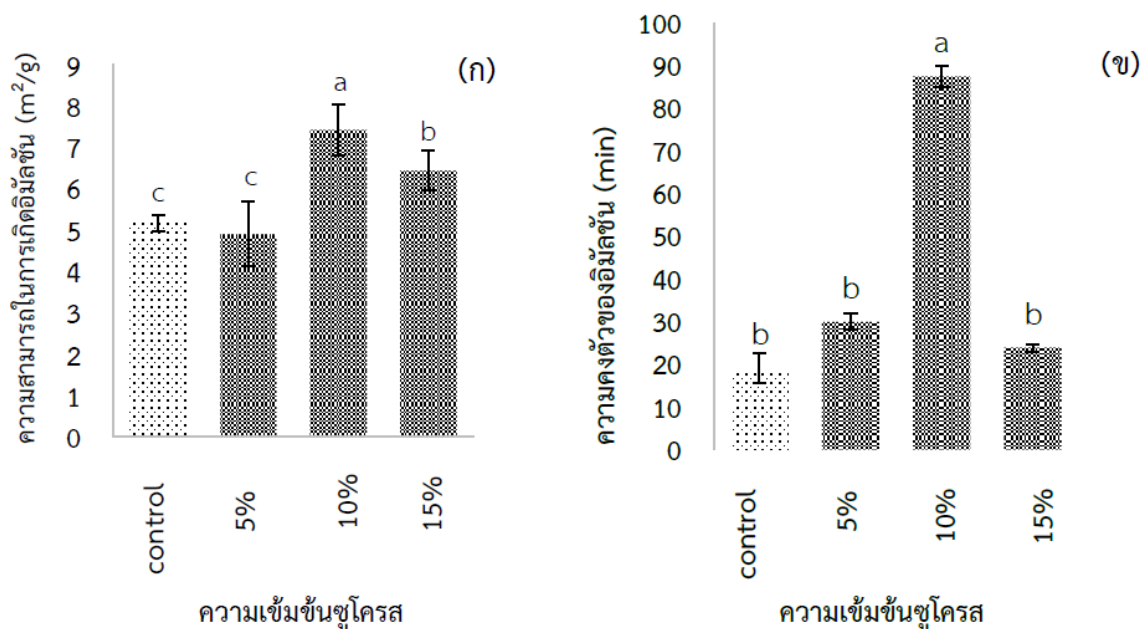 (ก)
ความสามารถในการเกิดอิมัลชัน (m²/g)
9
8
7
6
5
4
3
2
1
0
c
c
a
b
control
5%
10%
15%
ความเข้มข้นซูโครส
(ข)
ความคงตัวของอิมัลชัน (min)
100
90
80
70
60
50
40
30
20
10
0
b
b
a
b
control
5%
10%
15%
ความเข้มข้นซูโครส